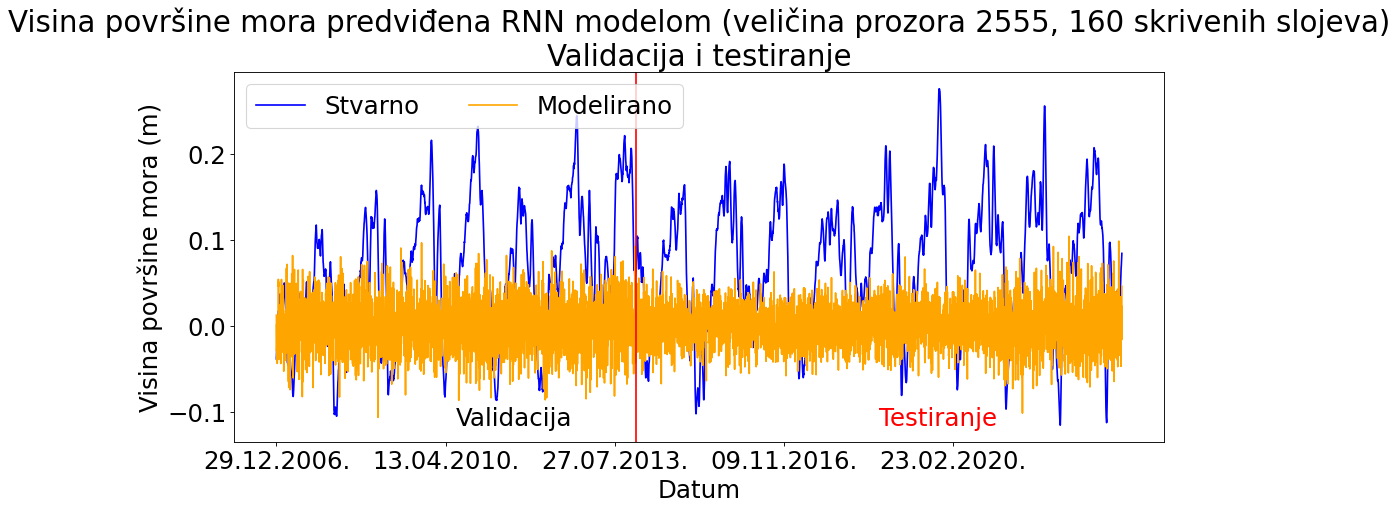 Visina površine mora predviđena RNN modelom (veličina prozora 2555, 160 skrivenih slojeva)
Validacija i testiranje
Stvarno
Modelirano
Visina površine mora (m)
0.2
0.1
0.0
−0.1
Validacija
Testiranje
29.12.2006.
13.04.2010.
27.07.2013.
09.11.2016.
23.02.2020.
Datum